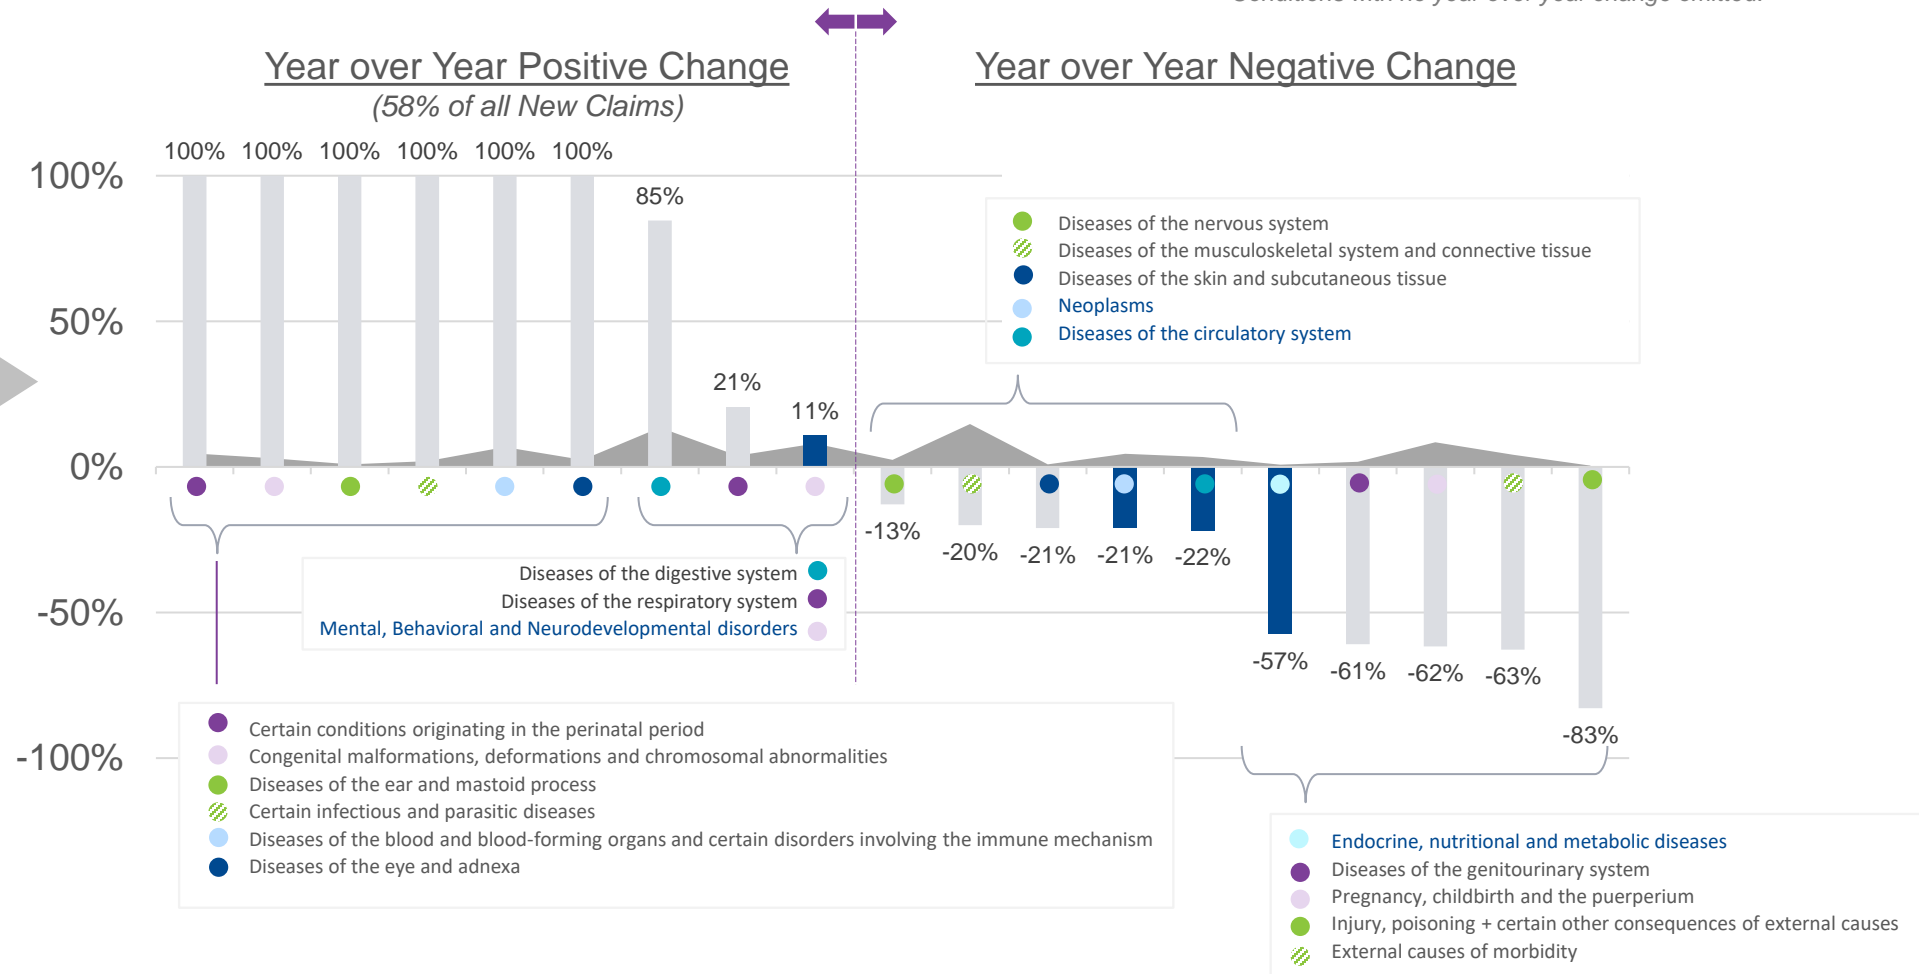 Conditions with no year over year change omitted.
Year over Year Positive Change
(58% of all New Claims)
Year over Year Negative Change
100% 100% 100% 100% 100% 100%
100%
85%
Diseases of the nervous system
Diseases of the musculoskeletal system and connective tissue
Diseases of the skin and subcutaneous tissue
Neoplasms
Diseases of the circulatory system
50%
21%
11%
0%
-13%
-20%
-21%
-21%
-22%
Diseases of the digestive system
Diseases of the respiratory system
Mental, Behavioral and Neurodevelopmental disorders
-50%
-57%
-61%
-62%
-63%
-83%
-100%
Certain conditions originating in the perinatal period
Congenital malformations, deformations and chromosomal abnormalities
Diseases of the ear and mastoid process
Certain infectious and parasitic diseases
Diseases of the blood and blood-forming organs and certain disorders involving the immune mechanism
Diseases of the eye and adnexa
Endocrine, nutritional and metabolic diseases
Diseases of the genitourinary system
Pregnancy, childbirth and the puerperium
Injury, poisoning + certain other consequences of external causes
External causes of morbidity